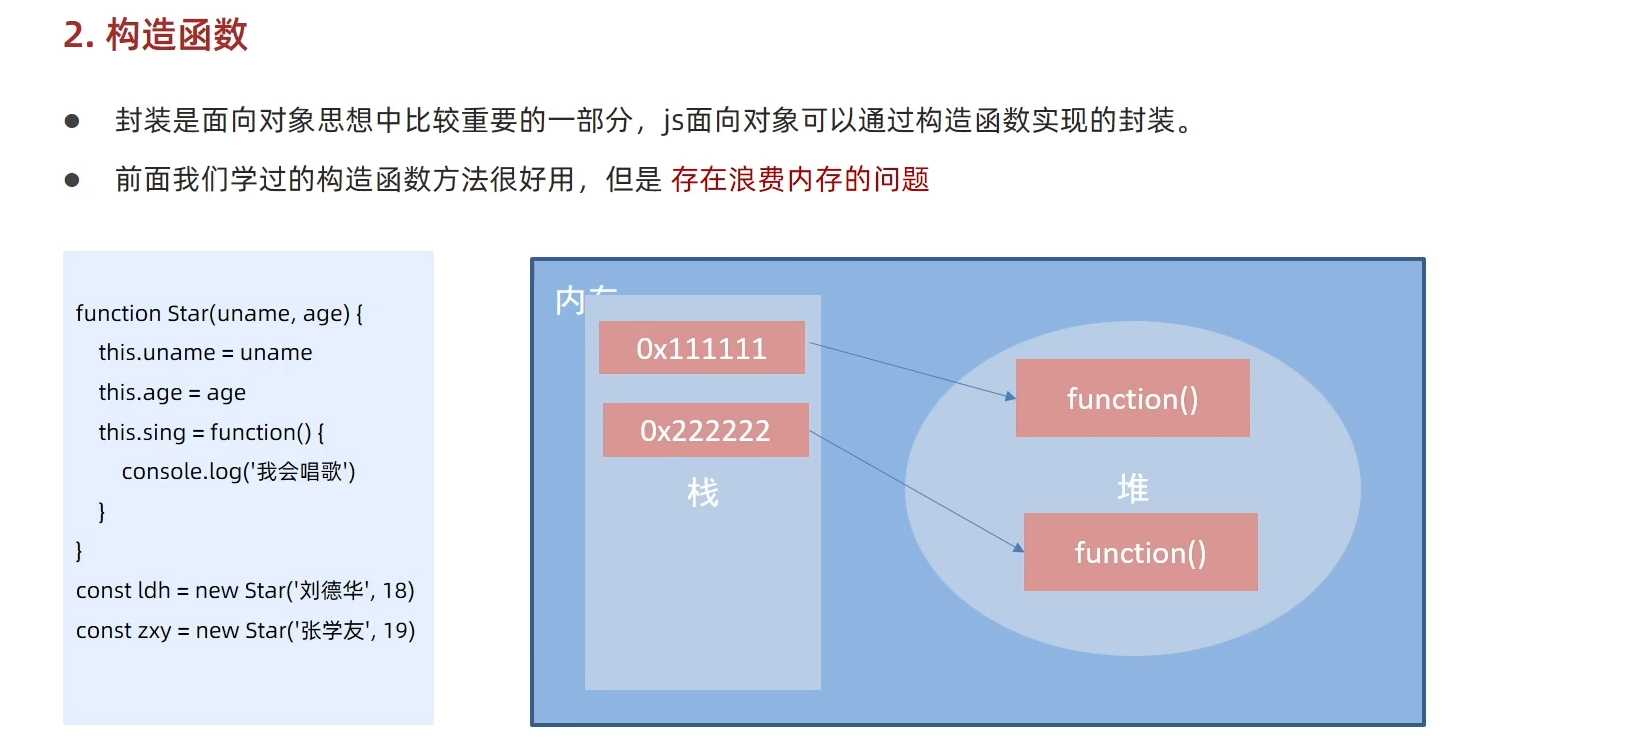 2. 构造函数
封装是面向对象思想中比较重要的一部分，js面向对象可以通过构造函数实现的封装。
前面我们学过的构造函数方法很好用，但是 存在浪费内存的问题
function Star(uname, age) {
this.uname = uname
this.age = age
this.sing = function() {
console.log('我会唱歌')
}
}
const ldh = new Star('刘德华', 18)
const zxy = new Star('张学友', 19)
内存
0x111111
0x222222
栈
function()
堆
function()